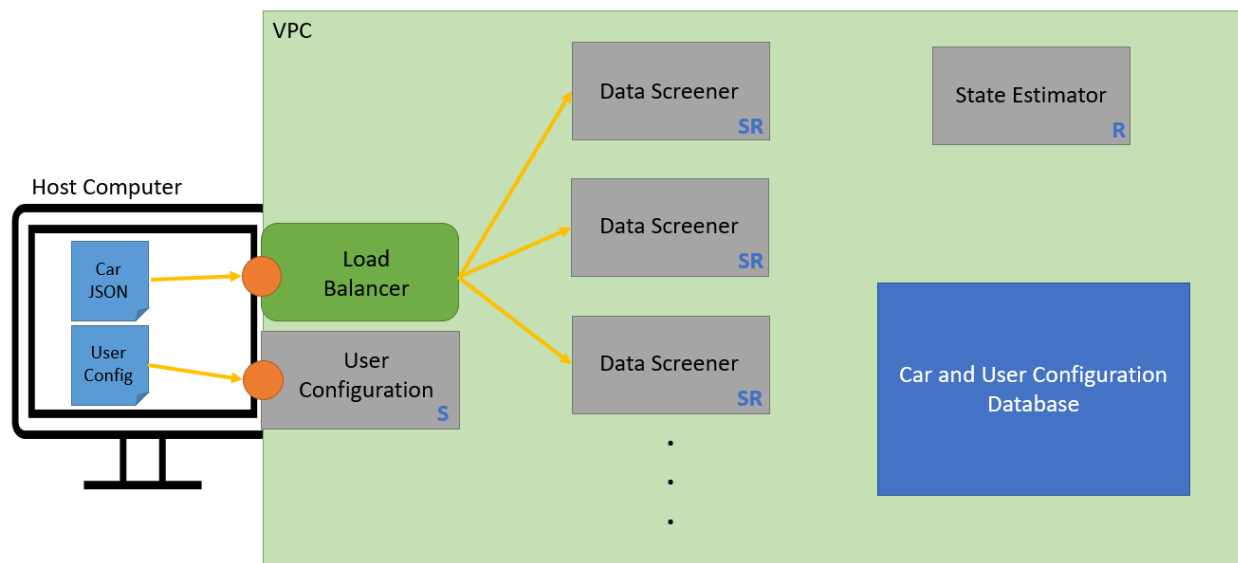 VPC
Host Computer
Car
JSON
User
Config
Load
Balancer
User
Configuration
S
Data Screener
SR
Data Screener
SR
Data Screener
SR
State Estimator
R
Car and User Configuration
Database